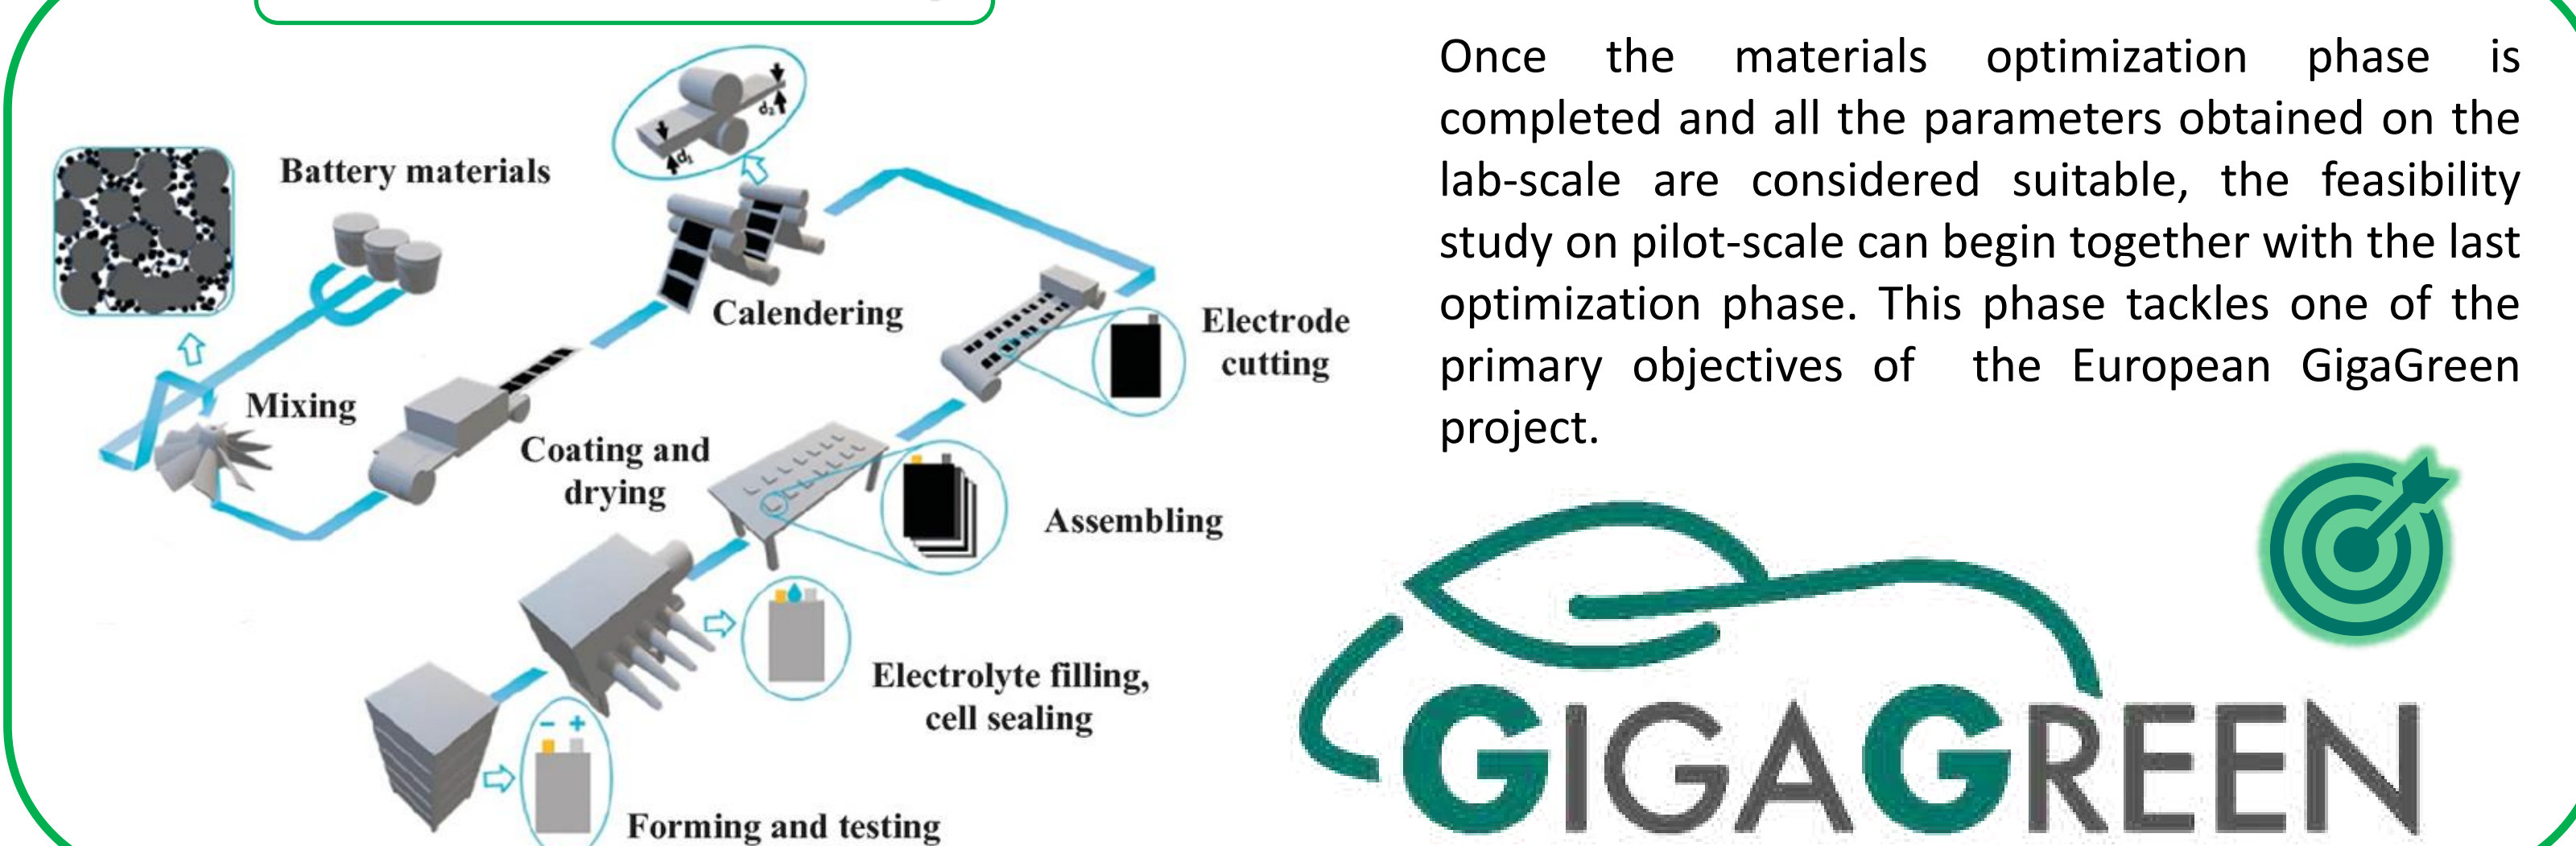 Battery materials
d₂
d₁
Calendering
Mixing
Electrode
cutting
Coating and
drying
Assembling
Electrolyte filling,
cell sealing
- +
Forming and testing
Once the materials optimization phase is
completed and all the parameters obtained on the
lab-scale are considered suitable, the feasibility
study on pilot-scale can begin together with the last
optimization phase. This phase tackles one of the
primary objectives of the European GigaGreen
project.
GIGAGREEN